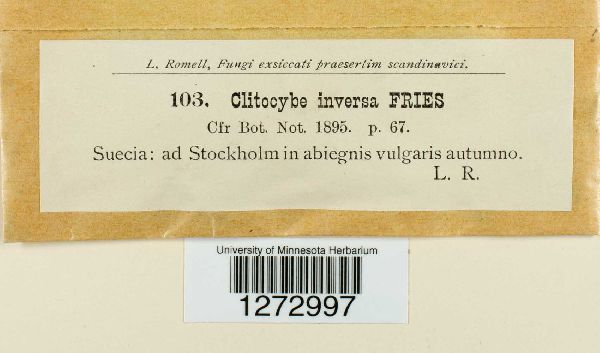 L. Romell, Fungi exsiccati praesertim scandinavici.
103. Clitocybe inversa FRIES
Cfr Bot. Not. 1895. p. 67.
Suecia: ad Stockholm in abiegnis vulgaris autumno.
L. R.
University of Minnesota Herbarium
1272997